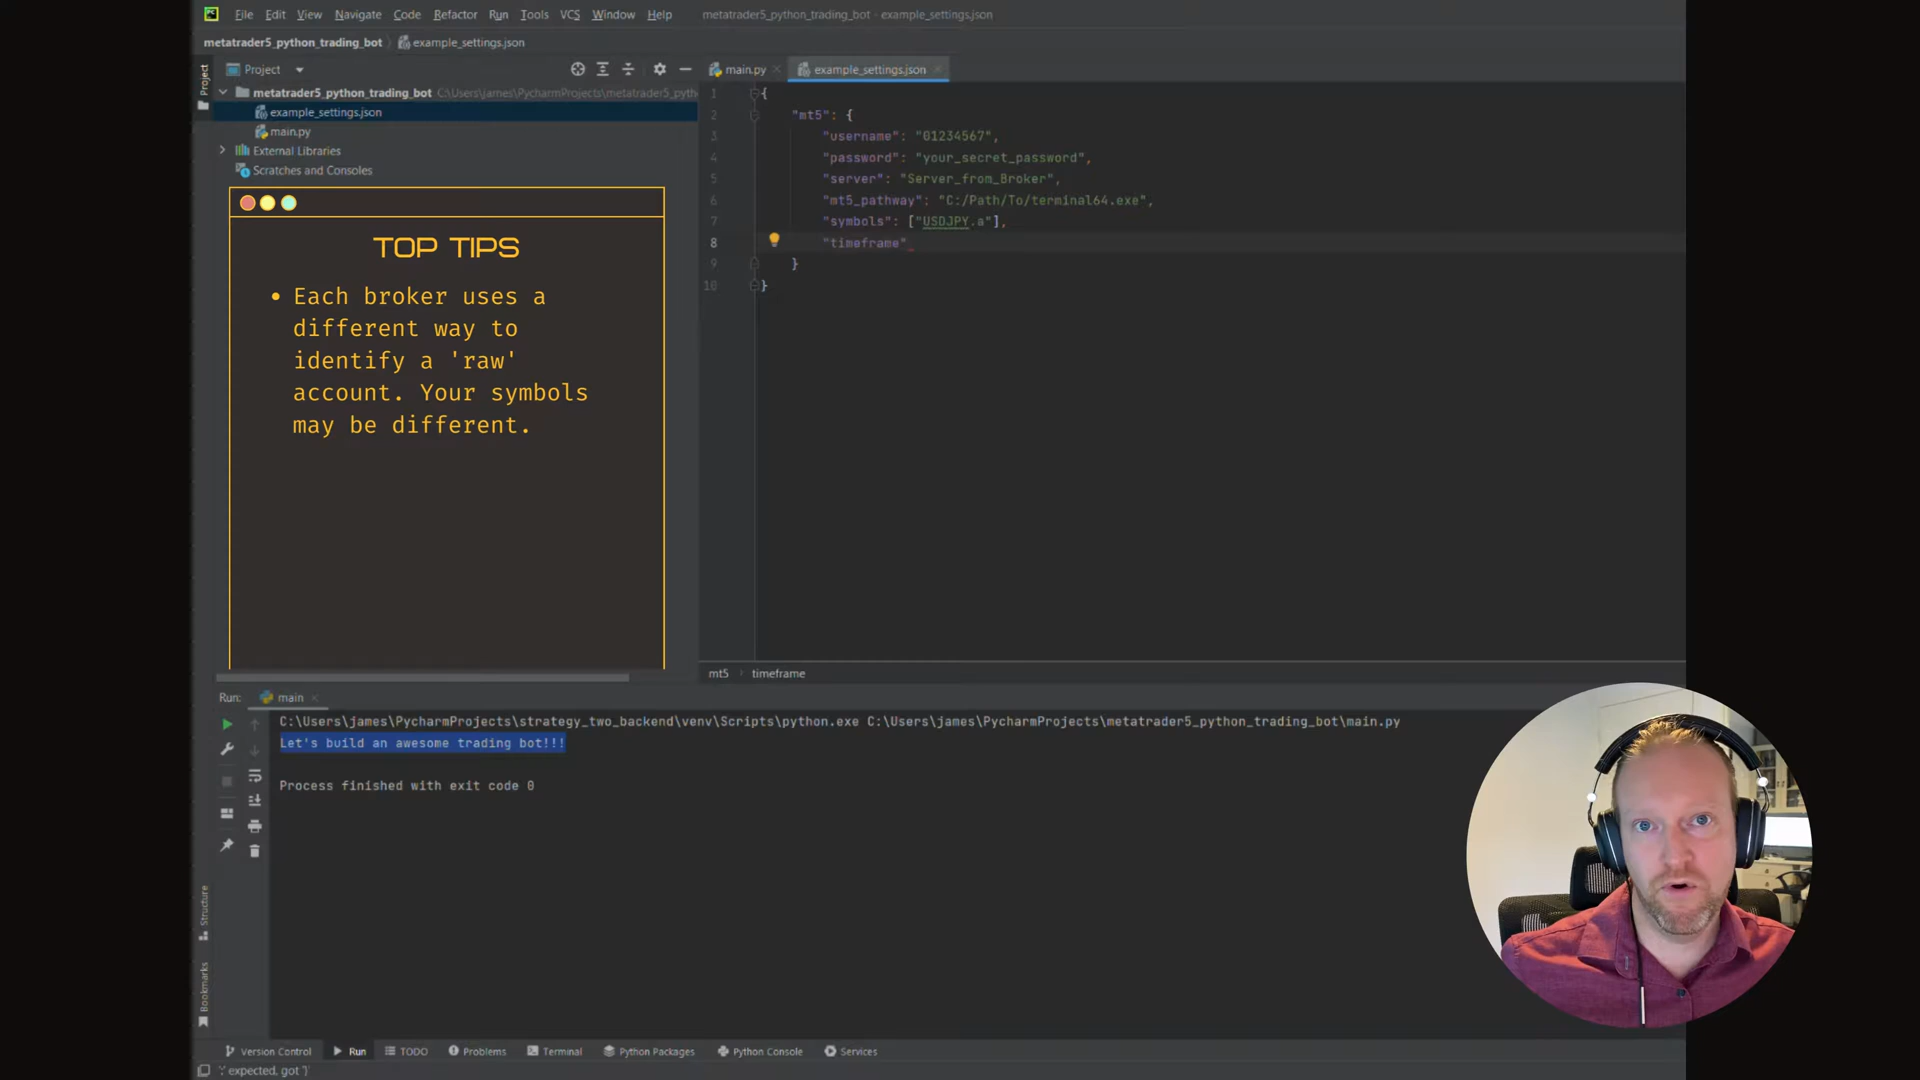 File Edit View Navigate Code Refactor Run Tools VCS Window Help metatrader5_python_trading_bot - example_settings.json
metatrader5_python_trading_bot example_settings.json
Project
Project
main.py
example_settings.json
metatrader5_python_trading_bot C:\Users\james\PycharmProjects\metatrader5_pyth
example_settings.json
main.py
External Libraries
Scratches and Consoles
TOP TIPS
• Each broker uses a
different way to
identify a 'raw'
account. Your symbols
may be different.
1 {
2 "mt5": {
3 "username": "01234567",
4 "password": "your_secret_password",
5 "server": "Server_from_Broker",
6 "mt5_pathway": "C:/Path/To/terminal64.exe",
7 "symbols": ["USDJPY.a"],
8 "timeframe"
9 }
10 }
mt5 › timeframe
Run: main
C:\Users\james\PycharmProjects\strategy_two_backend\venv\Scripts\python.exe C:\Users\james\PycharmProjects\metatrader5_python_trading_bot\main.py
Let's build an awesome trading bot!!!
Process finished with exit code 0
Structure
Bookmarks
Version Control Run TODO Problems Terminal Python Packages Python Console Services
':' expected, got '}'